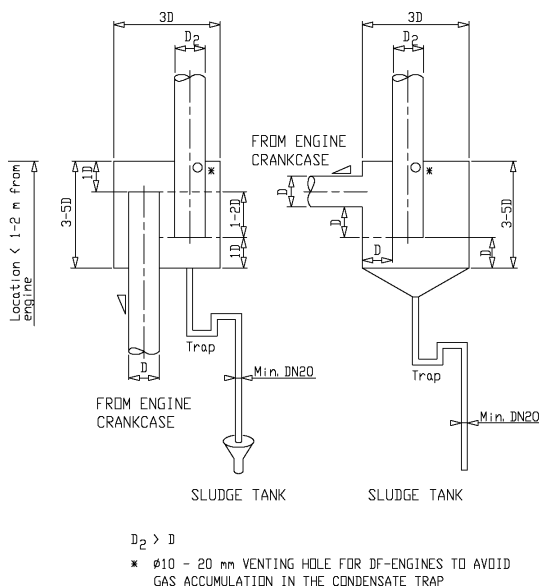 3D
3D
D2
D2
FROM ENGINE
CRANKCASE
*
*
1D
D
3-5D
1-2D
D
3-5D
1D
D
D
Location < 1-2 m from
engine
Trap
Trap
D
Min. DN20
Min. DN20
FROM ENGINE
CRANKCASE
SLUDGE TANK
SLUDGE TANK
D2 > D
* Ø10 - 20 mm VENTING HOLE FOR DF-ENGINES TO AVOID
GAS ACCUMULATION IN THE CONDENSATE TRAP